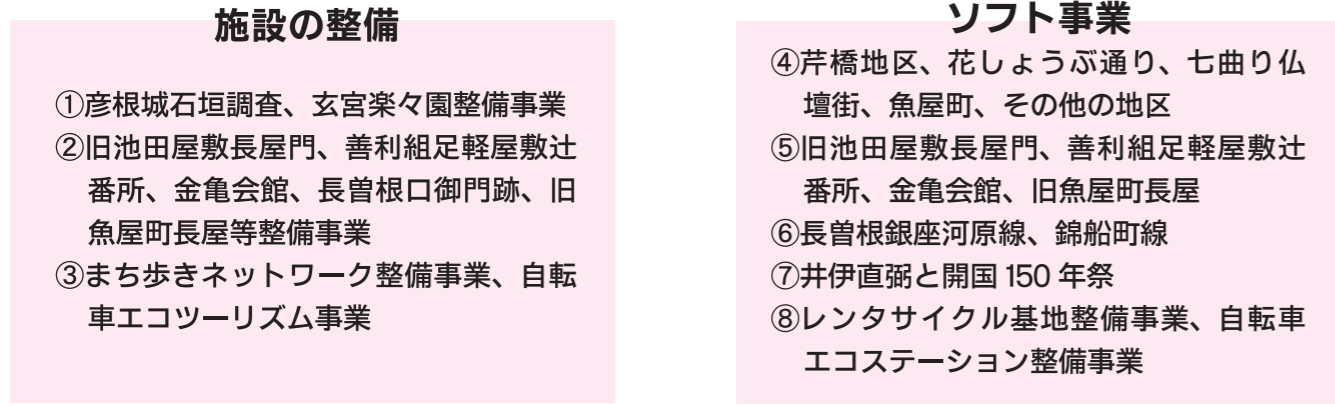 施設の整備
①彦根城石垣調査、玄宮楽々園整備事業
②旧池田屋敷長屋門、善利組足軽屋敷辻
番所、金亀会館、長曽根口御門跡、旧
魚屋町長屋等整備事業
③まち歩きネットワーク整備事業、自転
車エコツーリズム事業
ソフト事業
④芹橋地区、花しょうぶ通り、七曲り仏
壇街、魚屋町、その他の地区
⑤旧池田屋敷長屋門、善利組足軽屋敷辻
番所、金亀会館、旧魚屋町長屋
⑥長曽根銀座河原線、錦船町線
⑦井伊直弼と開国 150 年祭
⑧レンタサイクル基地整備事業、自転車
エコステーション整備事業